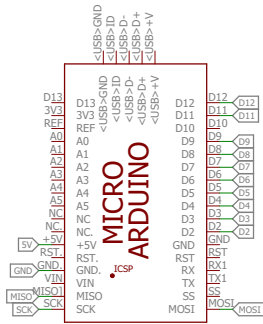 <USB>GND
<USB>ID
<USB>D-
<USB>D+
<USB>+V
<USB>GND
<USB>ID
<USB>D-
<USB>D+
<USB>+V
D13 D13 D12 D12 D12
3V3 3V3 D11 D11 D11
REF REF D10 D10
A0 A0 D9 D9 D9
A1 A1 D8 D8 D8
A2 A2 D7 D7 D7
A3 A3 D6 D6 D6
A4 A4 D5 D5 D5
A5 A5 D4 D4 D4
NC NC. D3 D3 D3
NC. NC. D2 D2 D2
5V +5V +5V GND GND
RST. RST. RST RST
GND GND. GND. RX RX1
VIN VIN TX TX1
MISO MISO1 MISO SS SS
SCK SCK SCK MOSI MOSI MOSI
MICRO
ARDUINO
ICSP